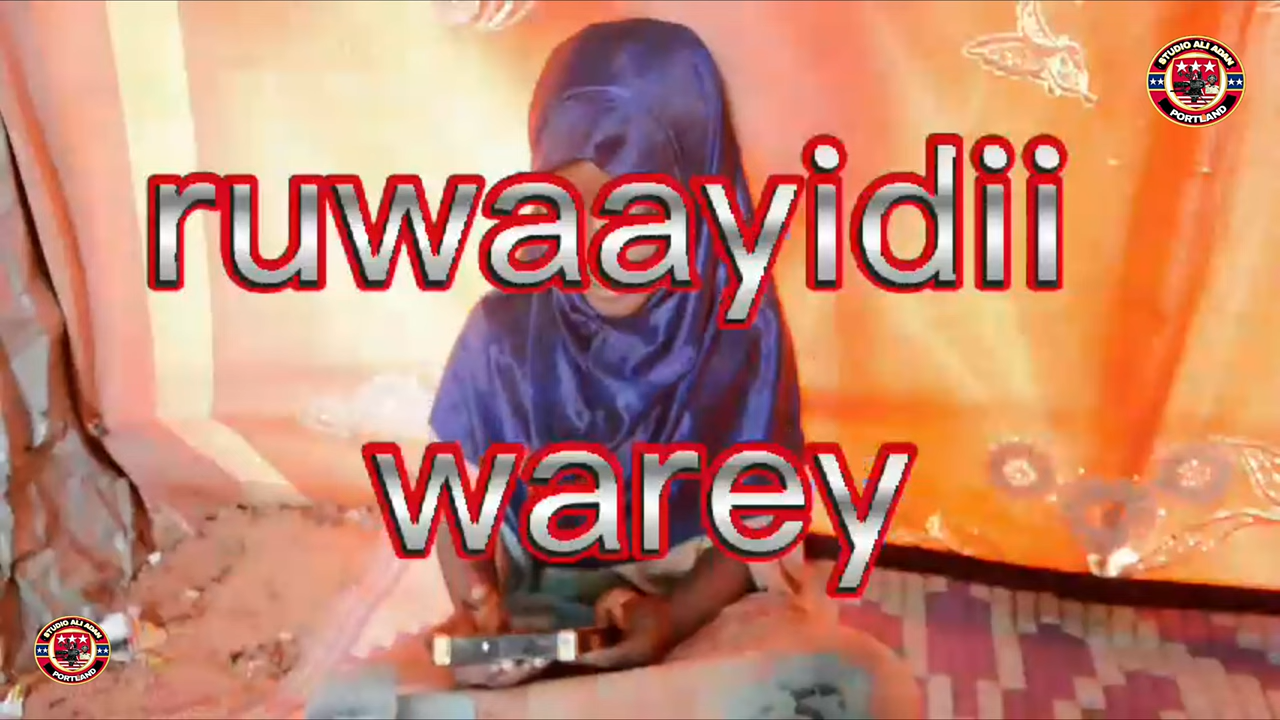 STUDIO ALI ADAN
PORTLAND
ruwaayidii
warey
STUDIO ALI ADAN
PORTLAND